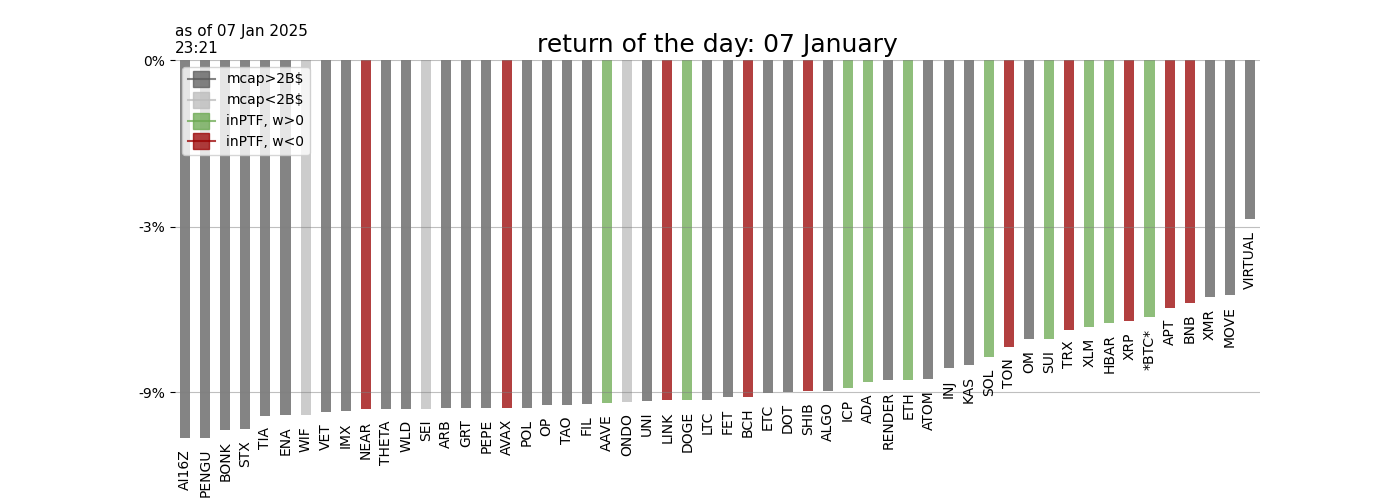 as of 07 Jan 2025
23:21
return of the day: 07 January
0%
-3%
-9%
mcap>2B$
mcap<2B$
inPTF, w>0
inPTF, w<0
AI16Z
PENGU
BONK
STX
TIA
ENA
WIF
VET
IMX
NEAR
THETA
WLD
SEI
ARB
GRT
PEPE
AVAX
POL
OP
TAO
FIL
AAVE
ONDO
UNI
LINK
DOGE
LTC
FET
BCH
ETC
DOT
SHIB
ALGO
ICP
ADA
RENDER
ETH
ATOM
INJ
KAS
SOL
TON
OM
SUI
TRX
XLM
HBAR
XRP
*BTC*
APT
BNB
XMR
MOVE
VIRTUAL